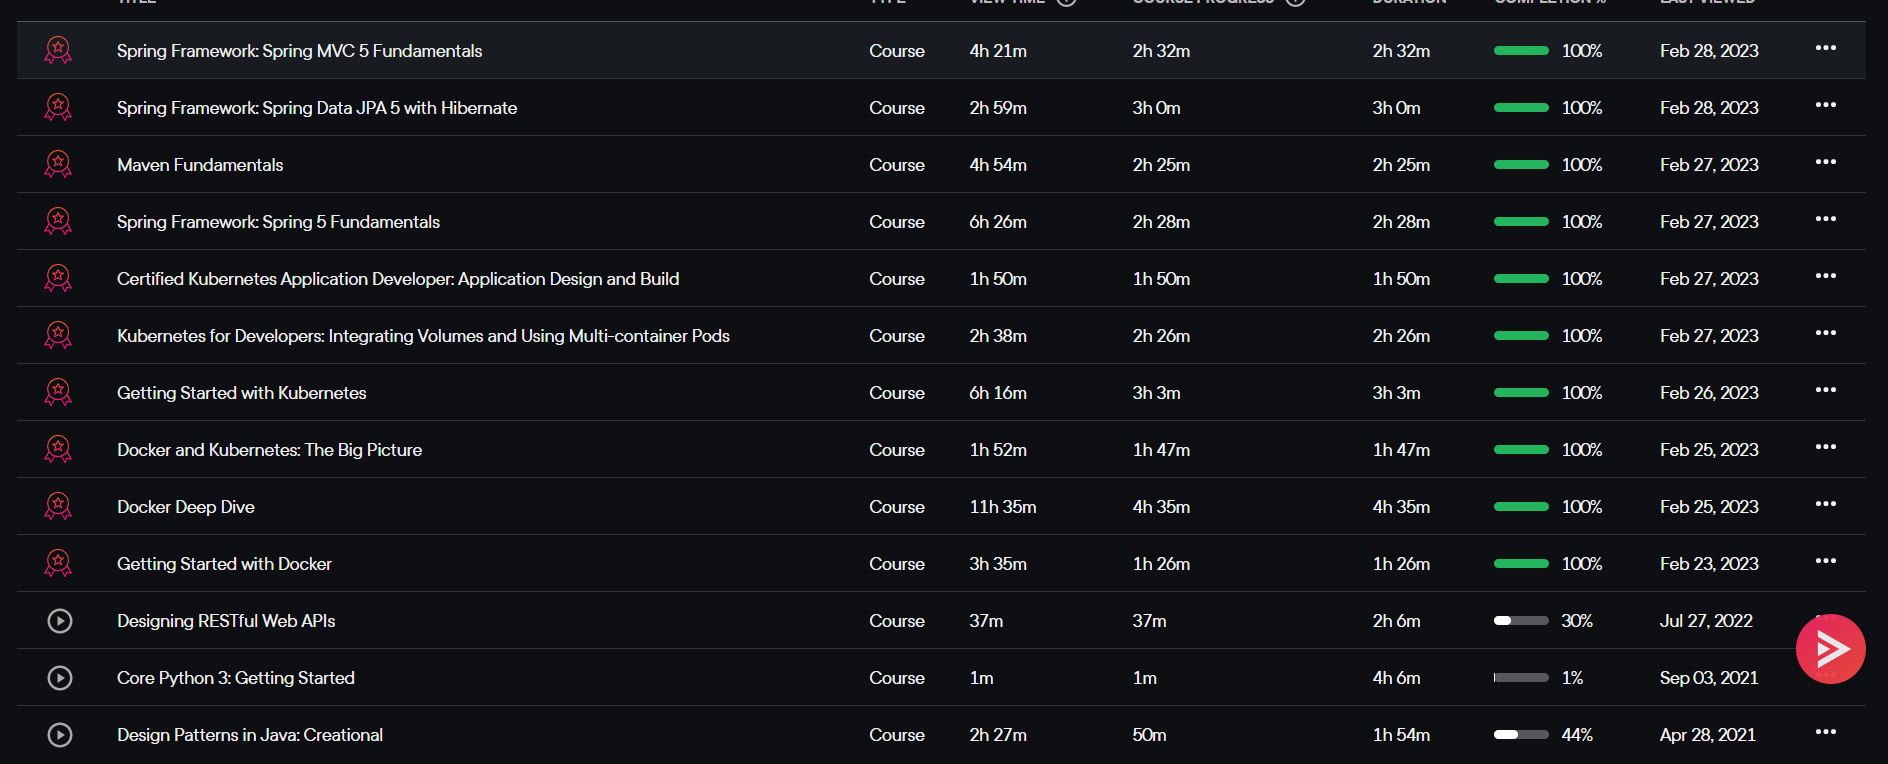 TITLE TYPE VIEW TIME COURSE PROGRESS DURATION COMPLETION % LAST VIEWED
Spring Framework: Spring MVC 5 Fundamentals Course 4h 21m 2h 32m 2h 32m 100% Feb 28, 2023
Spring Framework: Spring Data JPA 5 with Hibernate Course 2h 59m 3h 0m 3h 0m 100% Feb 28, 2023
Maven Fundamentals Course 4h 54m 2h 25m 2h 25m 100% Feb 27, 2023
Spring Framework: Spring 5 Fundamentals Course 6h 26m 2h 28m 2h 28m 100% Feb 27, 2023
Certified Kubernetes Application Developer: Application Design and Build Course 1h 50m 1h 50m 1h 50m 100% Feb 27, 2023
Kubernetes for Developers: Integrating Volumes and Using Multi-container Pods Course 2h 38m 2h 26m 2h 26m 100% Feb 27, 2023
Getting Started with Kubernetes Course 6h 16m 3h 3m 3h 3m 100% Feb 26, 2023
Docker and Kubernetes: The Big Picture Course 1h 52m 1h 47m 1h 47m 100% Feb 25, 2023
Docker Deep Dive Course 11h 35m 4h 35m 4h 35m 100% Feb 25, 2023
Getting Started with Docker Course 3h 35m 1h 26m 1h 26m 100% Feb 23, 2023
Designing RESTful Web APIs Course 37m 37m 2h 6m 30% Jul 27, 2022
Core Python 3: Getting Started Course 1m 1m 4h 6m 1% Sep 03, 2021
Design Patterns in Java: Creational Course 2h 27m 50m 1h 54m 44% Apr 28, 2021